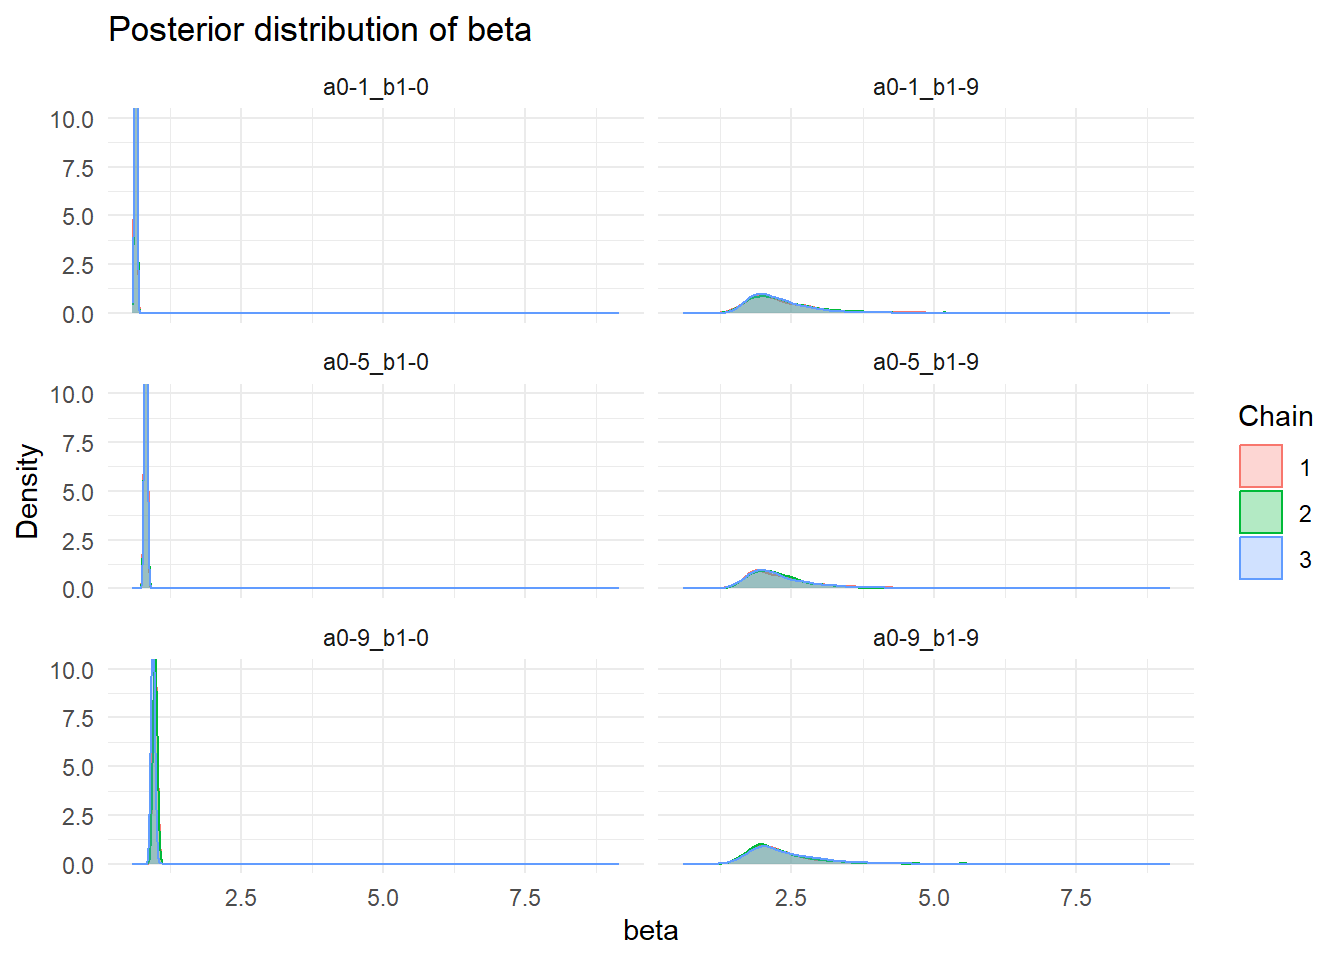 Posterior distribution of beta
a0-1_b1-0
a0-1_b1-9
10.0
7.5
5.0
2.5
0.0
a0-5_b1-0
a0-5_b1-9
10.0
7.5
5.0
2.5
0.0
a0-9_b1-0
a0-9_b1-9
10.0
7.5
5.0
2.5
0.0
2.5 5.0 7.5
2.5 5.0 7.5
beta
Density
Chain
1
2
3